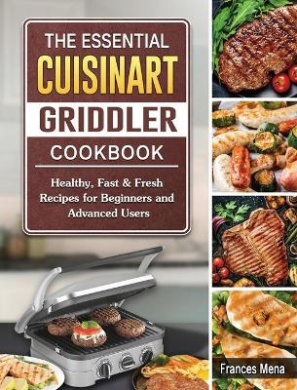 THE ESSENTIAL
CUISINART
GRIDDLER
COOKBOOK
Healthy, Fast & Fresh
Recipes for Beginners and
Advanced Users
Frances Mena